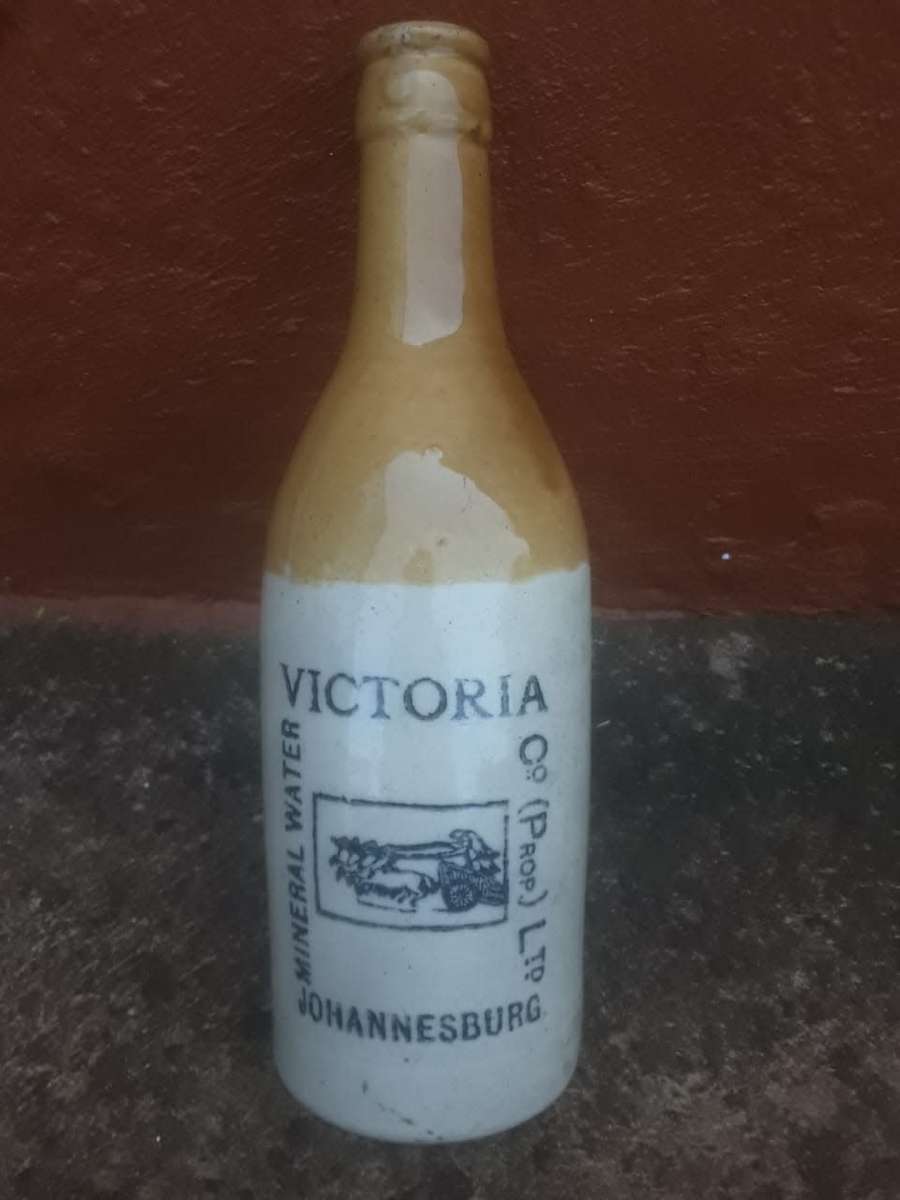 VICTORIA
MINERAL WATER
Co (PROP) LTD
JOHANNESBURG